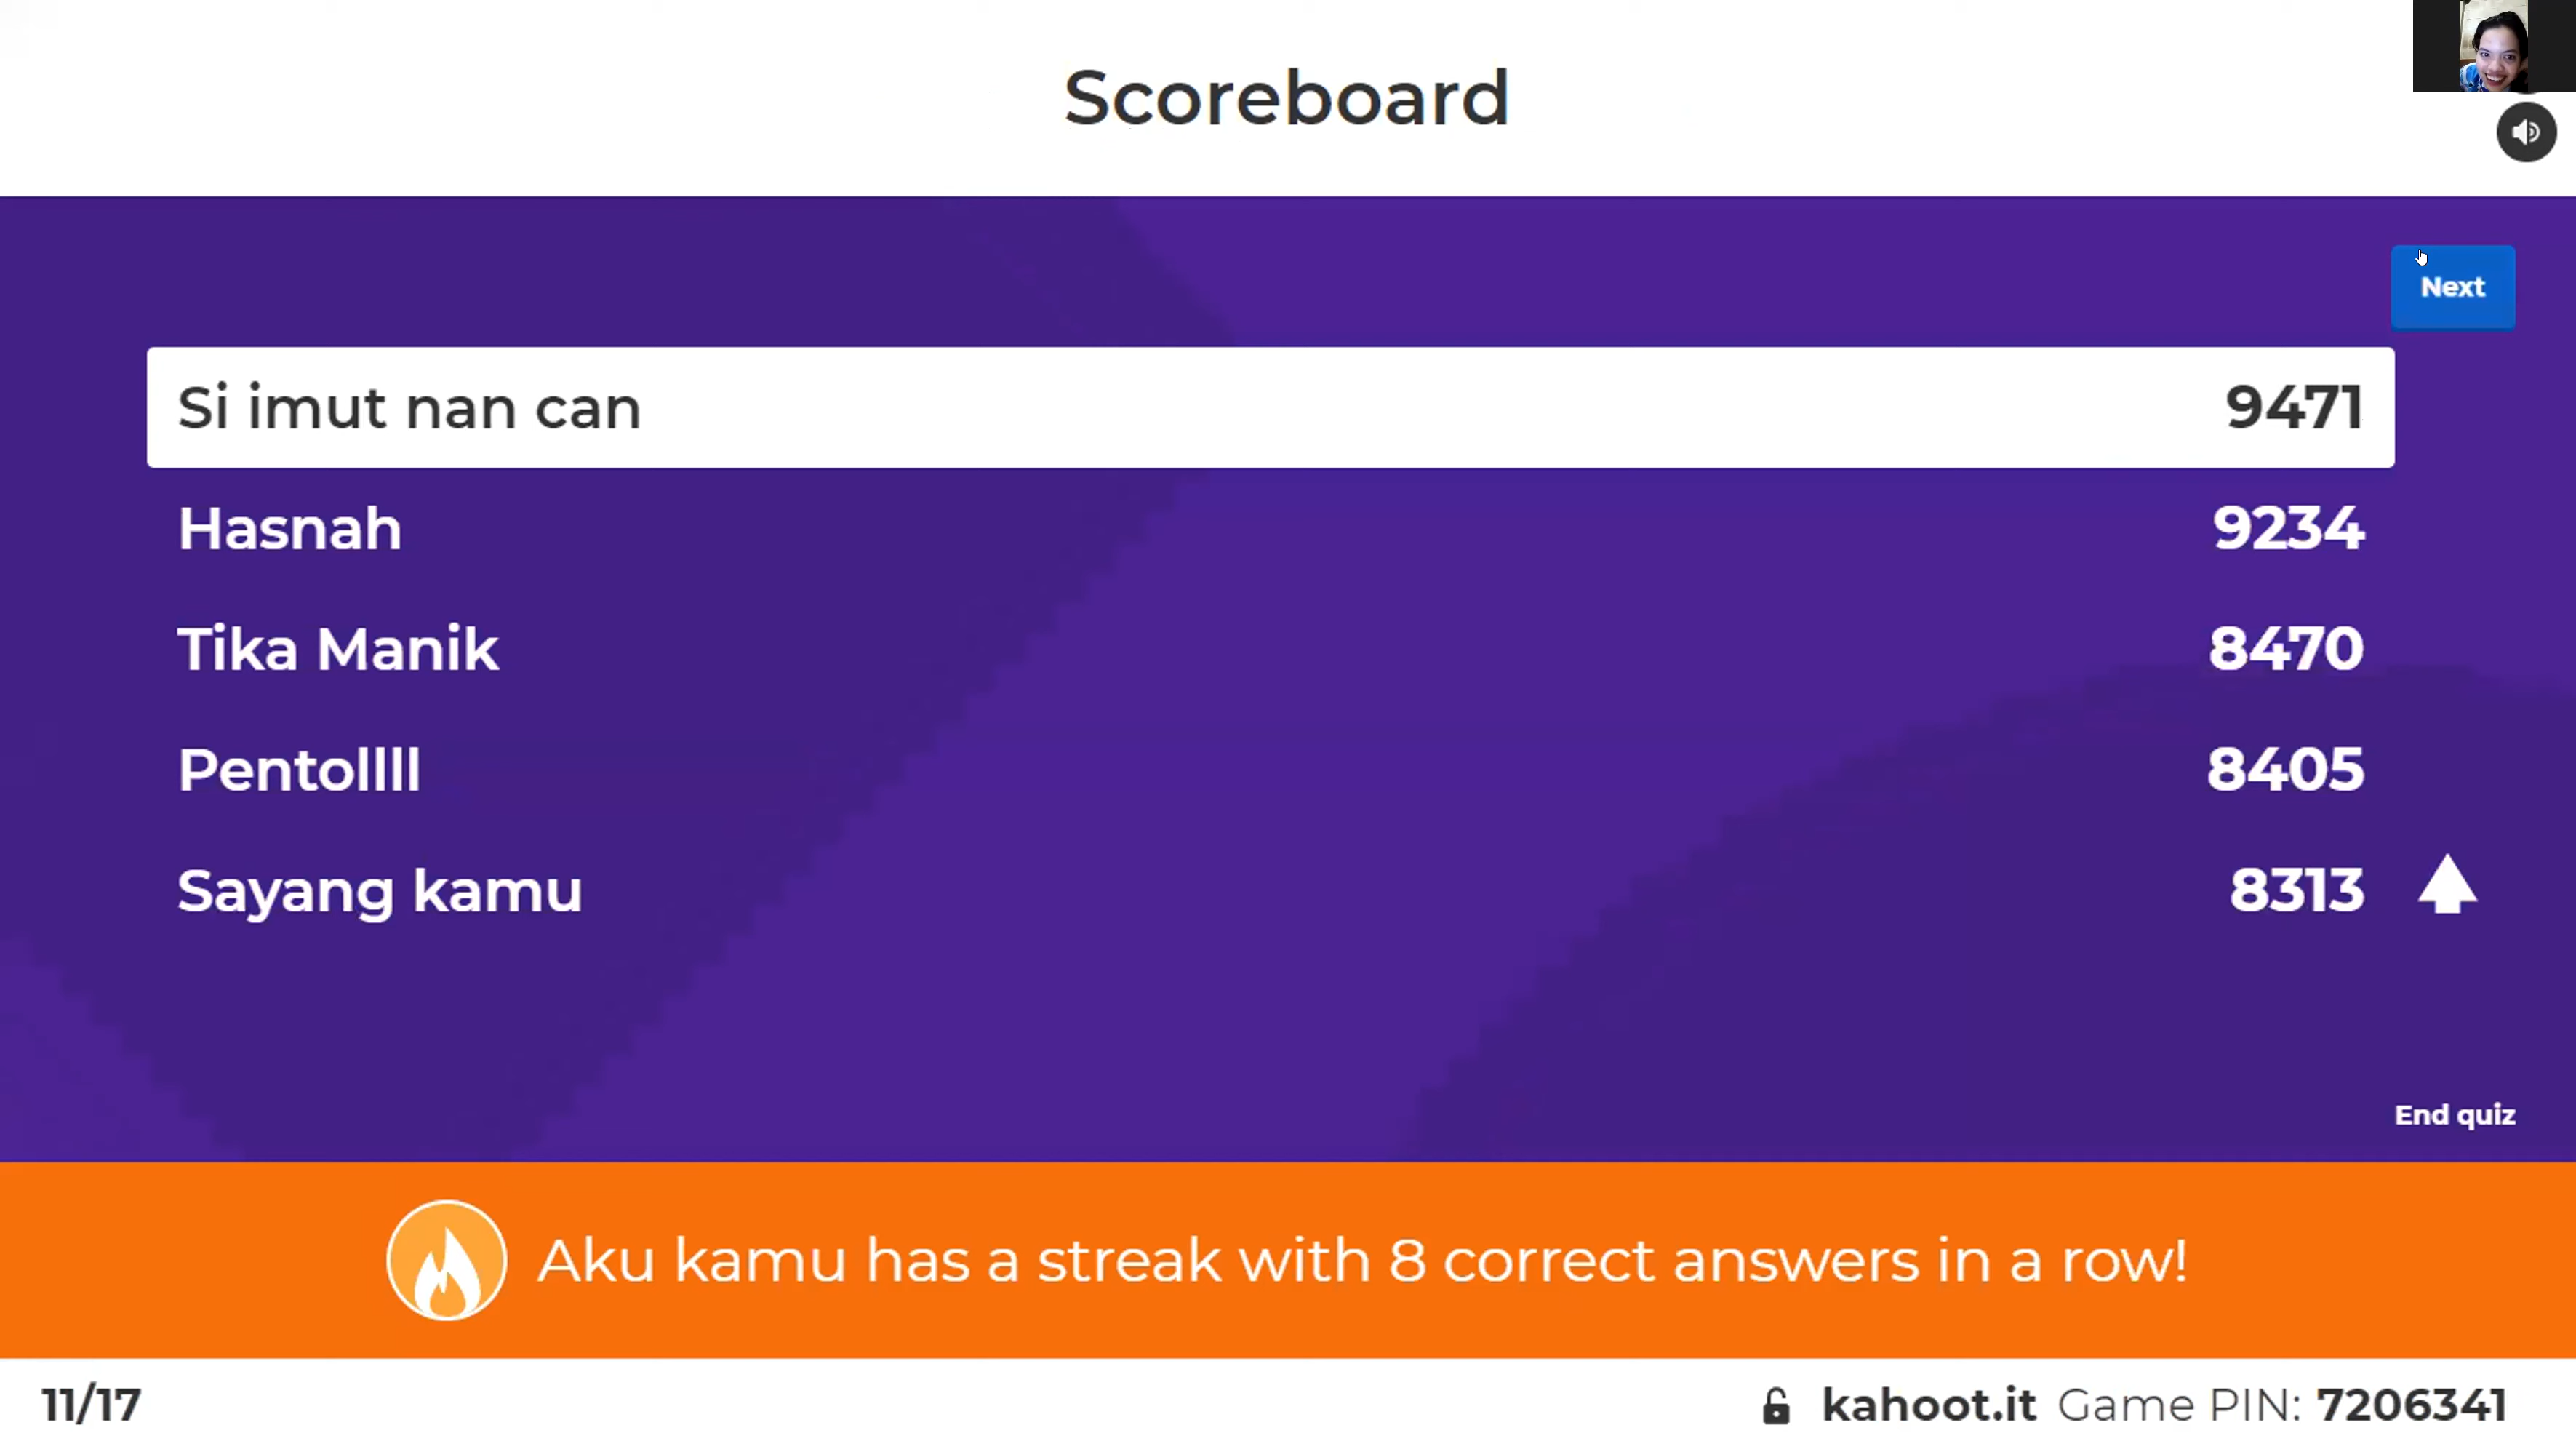 Scoreboard
Next
Si imut nan can 9471
Hasnah 9234
Tika Manik 8470
Pentollll 8405
Sayang kamu 8313
End quiz
Aku kamu has a streak with 8 correct answers in a row!
11/17 kahoot.it Game PIN: 7206341